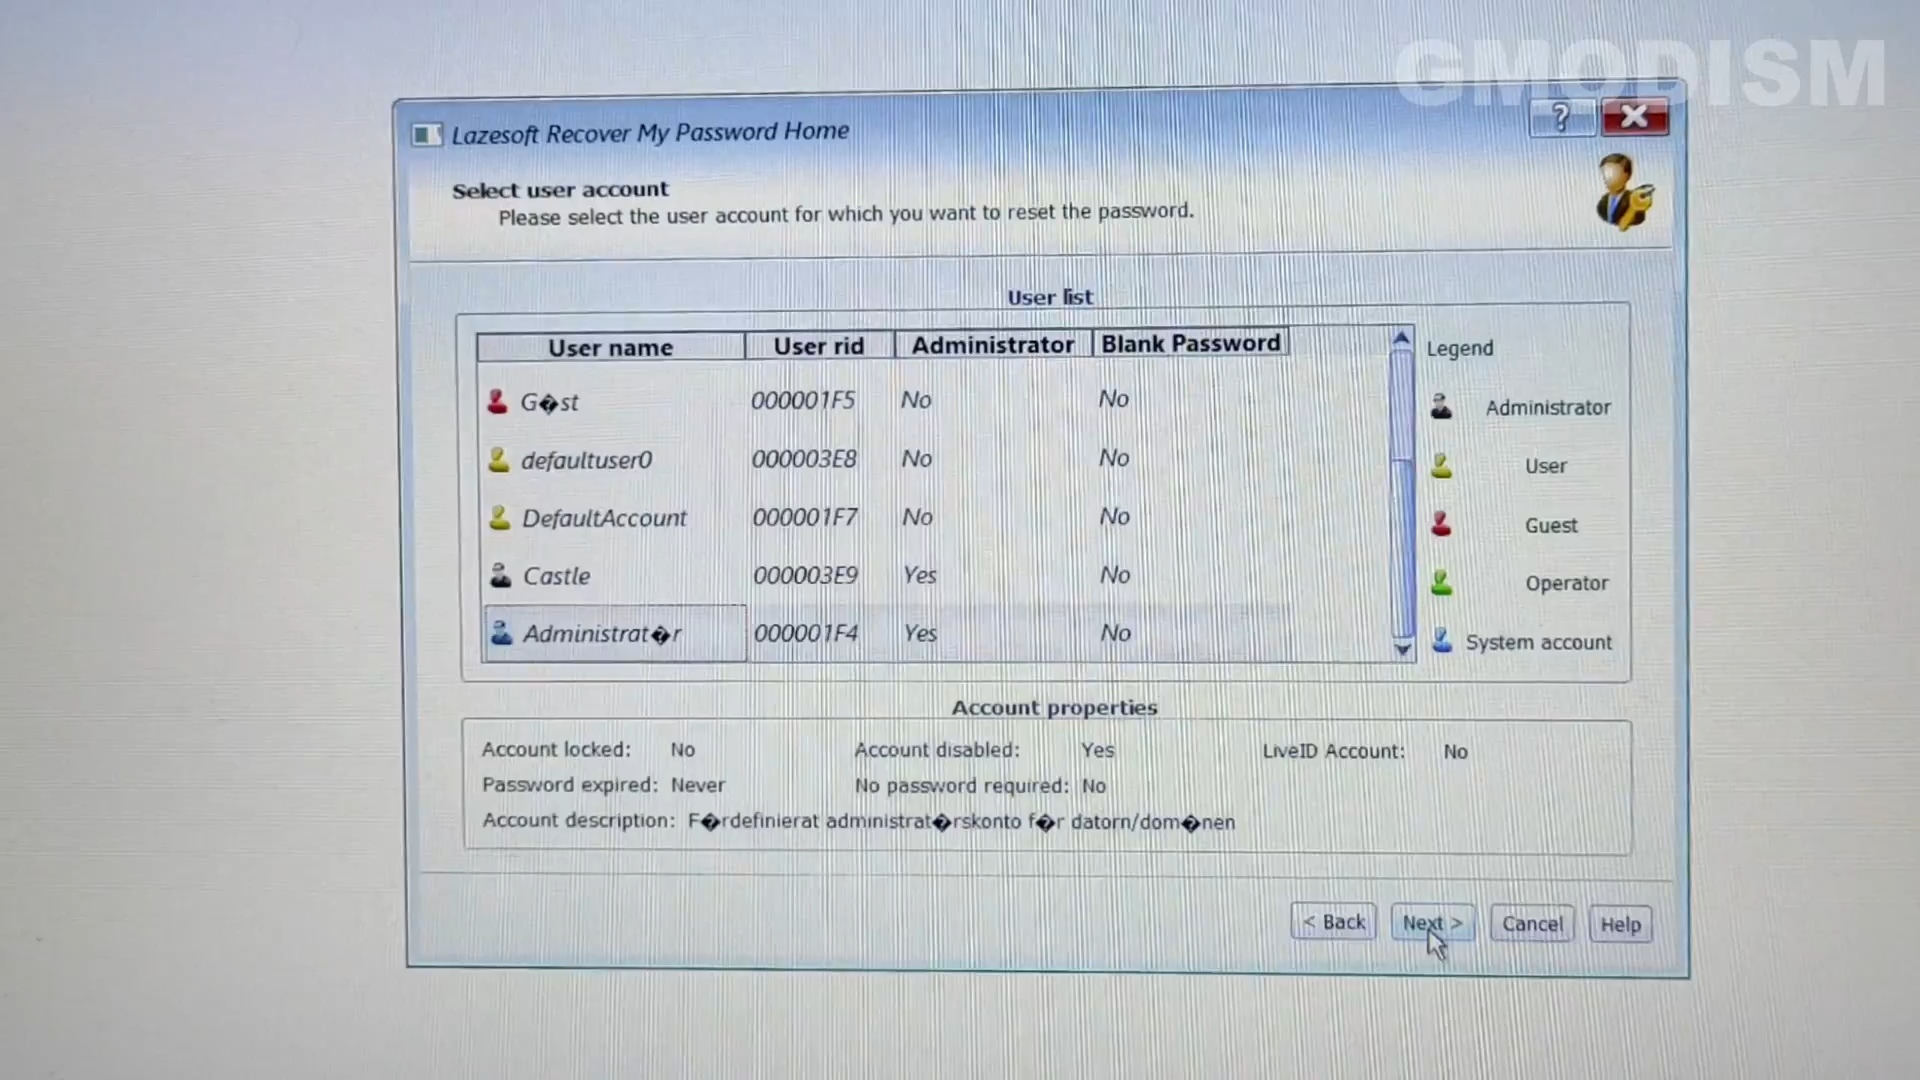 GMODISM
Lazesoft Recover My Password Home
?
Select user account
Please select the user account for which you want to reset the password.
User list
User name User rid Administrator Blank Password
G�st 000001F5 No No
defaultuser0 000003E8 No No
DefaultAccount 000001F7 No No
Castle 000003E9 Yes No
Administrat�r 000001F4 Yes No
Legend
Administrator
User
Guest
Operator
System account
Account properties
Account locked: No Account disabled: Yes LiveID Account: No
Password expired: Never No password required: No
Account description: F�rdefinierat administrat�rskonto f�r datorn/dom�nen
< Back Next > Cancel Help